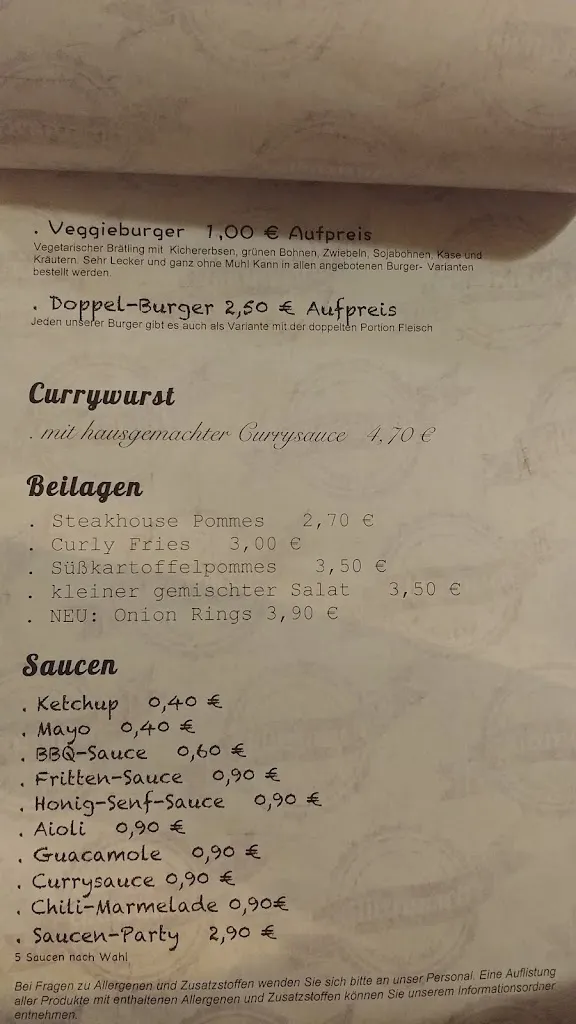 . Veggieburger 1,00 € Aufpreis
Vegetarischer Brätling mit Kichererbsen, grünen Bohnen, Zwiebeln, Sojabohnen, Käse und
Kräutern. Sehr Lecker und ganz ohne Muh! Kann in allen angebotenen Burger- Varianten
bestellt werden.
. Doppel-Burger 2,50 € Aufpreis
Jeden unserer Burger gibt es auch als Variante mit der doppelten Portion Fleisch
Currywurst
. mit hausgemachter Currysauce 4,70 €
Beilagen
. Steakhouse Pommes 2,70 €
. Curly Fries 3,00 €
. Süßkartoffelpommes 3,50 €
. kleiner gemischter Salat 3,50 €
. NEU: Onion Rings 3,90 €
Saucen
. Ketchup 0,40 €
. Mayo 0,40 €
. BBQ-Sauce 0,60 €
. Fritten-Sauce 0,90 €
. Honig-Senf-Sauce 0,90 €
. Aioli 0,90 €
. Guacamole 0,90 €
. Currysauce 0,90 €
. Chili-Marmelade 0,90€
. Saucen-Party 2,90 €
5 Saucen nach Wahl
Bei Fragen zu Allergenen und Zusatzstoffen wenden Sie sich bitte an unser Personal. Eine Auflistung
aller Produkte mit enthaltenen Allergenen und Zusatzstoffen können Sie unserem Informationsordner
entnehmen.